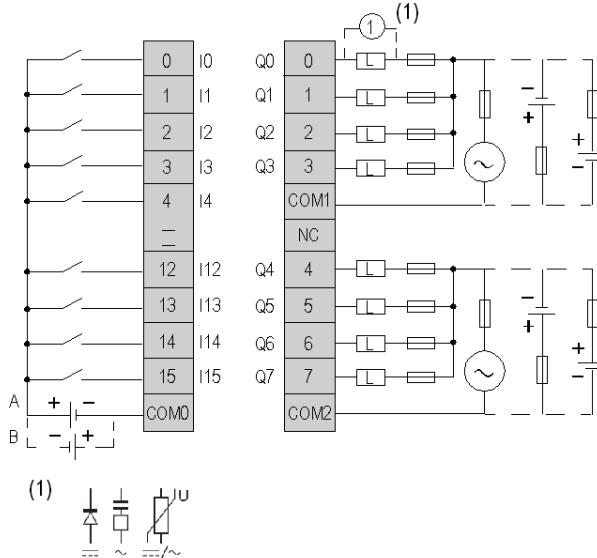 1 (1)
0 I0 Q0 0 L
1 I1 Q1 1 L
2 I2 Q2 2 L
3 I3 Q3 3 L
4 I4 COM1
NC
12 I12 Q4 4 L
13 I13 Q5 5 L
14 I14 Q6 6 L
15 I15 Q7 7 L
A + − COM0 COM2
B − +
− + + −
− + + −
(1) U